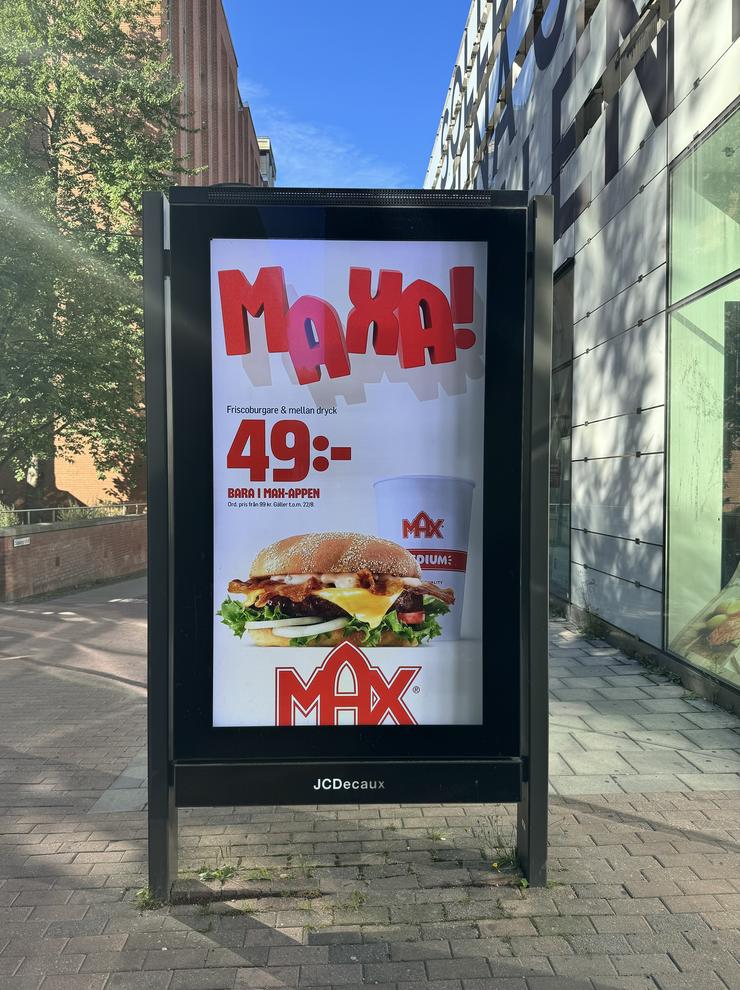 MAXA!
Friscoburgare & mellan dryck
49:-
BARA I MAX-APPEN
Ord. pris från 99 kr. Gäller t.o.m. 22/8.
MAX
DIUM
MAX®
JCDecaux